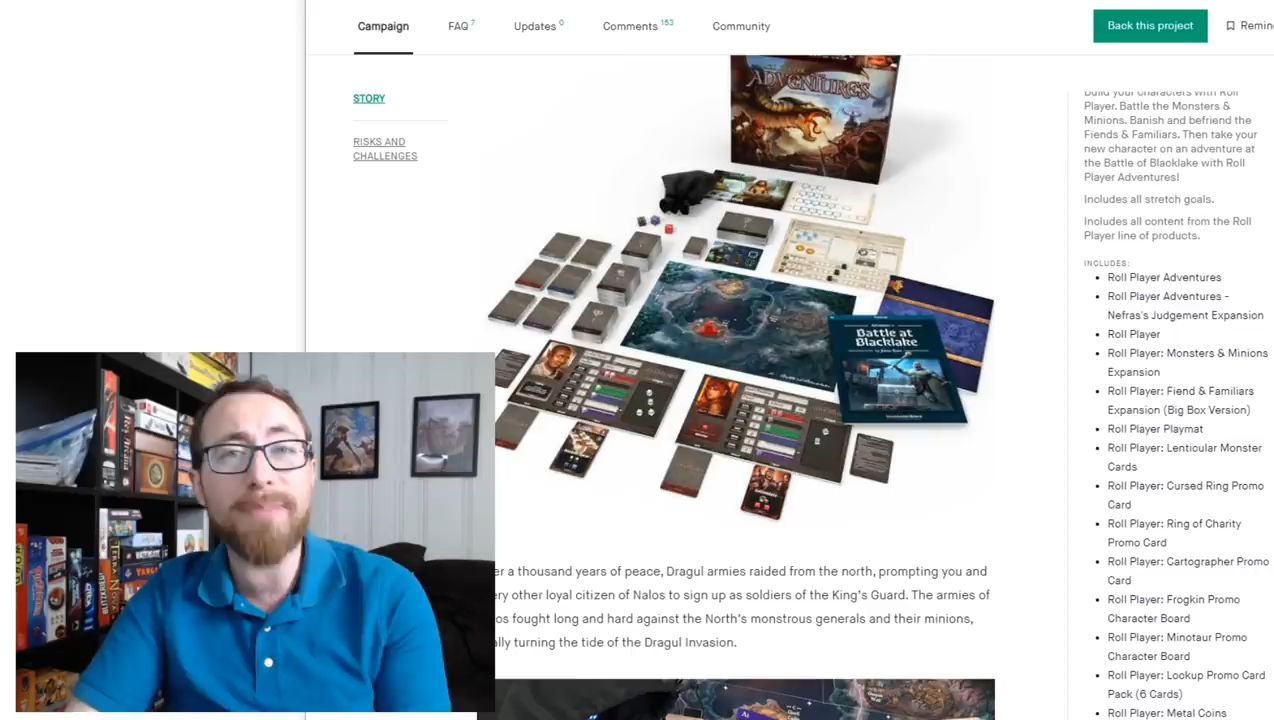 Campaign
FAQ 7
Updates 0
Comments 153
Community
Back this project
Remin
STORY
RISKS AND
CHALLENGES
ADVENTURES
Battle at
Blacklake
er a thousand years of peace, Dragul armies raided from the north, prompting you and
ery other loyal citizen of Nalos to sign up as soldiers of the King's Guard. The armies of
os fought long and hard against the North's monstrous generals and their minions,
ally turning the tide of the Dragul Invasion.
Build your characters with Roll
Player. Battle the Monsters &
Minions. Banish and befriend the
Fiends & Familiars. Then take your
new character on an adventure at
the Battle of Blacklake with Roll
Player Adventures!
Includes all stretch goals.
Includes all content from the Roll
Player line of products.
INCLUDES:
• Roll Player Adventures
• Roll Player Adventures -
Nefras's Judgement Expansion
• Roll Player
• Roll Player: Monsters & Minions
Expansion
• Roll Player: Fiend & Familiars
Expansion (Big Box Version)
• Roll Player Playmat
• Roll Player: Lenticular Monster
Cards
• Roll Player: Cursed Ring Promo
Card
• Roll Player: Ring of Charity
Promo Card
• Roll Player: Cartographer Promo
Card
• Roll Player: Frogkin Promo
Character Board
• Roll Player: Minotaur Promo
Character Board
• Roll Player: Lookup Promo Card
Pack (6 Cards)
• Roll Player: Metal Coins